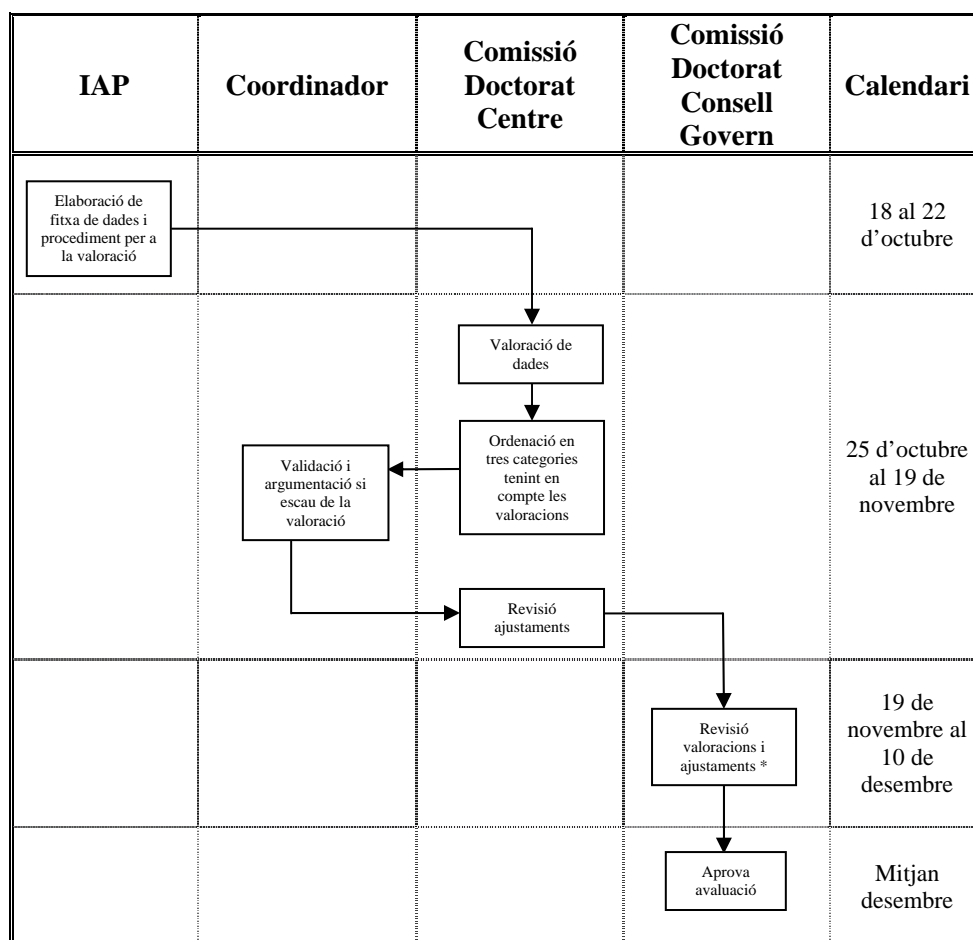 IAP
Coordinador
Comissió
Doctorat
Centre
Comissió
Doctorat
Consell
Govern
Calendari
Elaboració de
fitxa de dades i
procediment per a
la valoració
18 al 22
d’octubre
Valoració de
dades
Ordenació en
tres categories
tenint en
compte les
valoracions
Validació i
argumentació si
escau de la
valoració
Revisió
ajustaments
25 d’octubre
al 19 de
novembre
Revisió
valoracions i
ajustaments *
19 de
novembre al
10 de
desembre
Aprova
avaluació
Mitjan
desembre